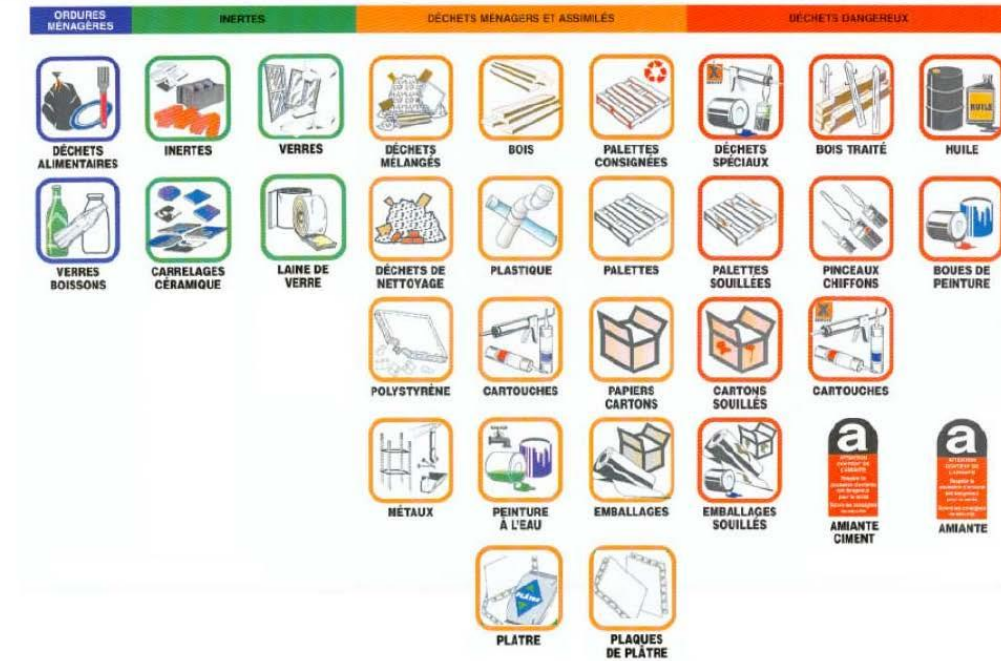 ORDURES
MÉNAGÈRES
INERTES
DÉCHETS MÉNAGERS ET ASSIMILÉS
DÉCHETS DANGEREUX
DÉCHETS
ALIMENTAIRES
INERTES
VERRES
DÉCHETS
MÉLANGÉS
BOIS
PALETTES
CONSIGNÉES
DÉCHETS
SPÉCIAUX
BOIS TRAITÉ
HUILE
HUILE
VERRES
BOISSONS
CARRELAGES
CÉRAMIQUE
LAINE DE
VERRE
DÉCHETS DE
NETTOYAGE
PLASTIQUE
PALETTES
PALETTES
SOUILLÉES
PINCEAUX
CHIFFONS
BOUES DE
PEINTURE
POLYSTYRÈNE
CARTOUCHES
PAPIERS
CARTONS
CARTONS
SOUILLÉS
CARTOUCHES
MÉTAUX
PEINTURE
À L'EAU
EMBALLAGES
EMBALLAGES
SOUILLÉS
a
AMIANTE
CIMENT
a
AMIANTE
PLÂTRE
PLATRE
PLAQUES
DE PLÂTRE